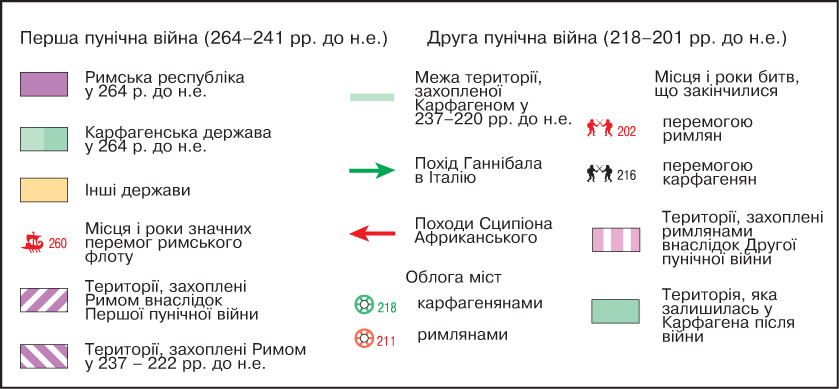 Перша пунічна війна (264–241 рр. до н.е.)
Римська республіка
у 264 р. до н.е.
Карфагенська держава
у 264 р. до н.е.
Інші держави
260
Місця і роки значних
перемог римського
флоту
Території, захоплені
Римом внаслідок
Першої пунічної війни
Території, захоплені Римом
у 237 – 222 рр. до н.е.
Друга пунічна війна (218–201 рр. до н.е.)
Межа території,
захопленої
Карфагеном у
237–220 рр. до н.е.
Похід Ганнібала
в Італію
Походи Сципіона
Африканського
Облога міст
218 карфагенянами
211 римлянами
Місця і роки битв,
що закінчилися
202
перемогою
римлян
216
перемогою
карфагенян
Території, захоплені
римлянами
внаслідок Другої
пунічної війни
Територія, яка
залишилась у
Карфагена після
війни